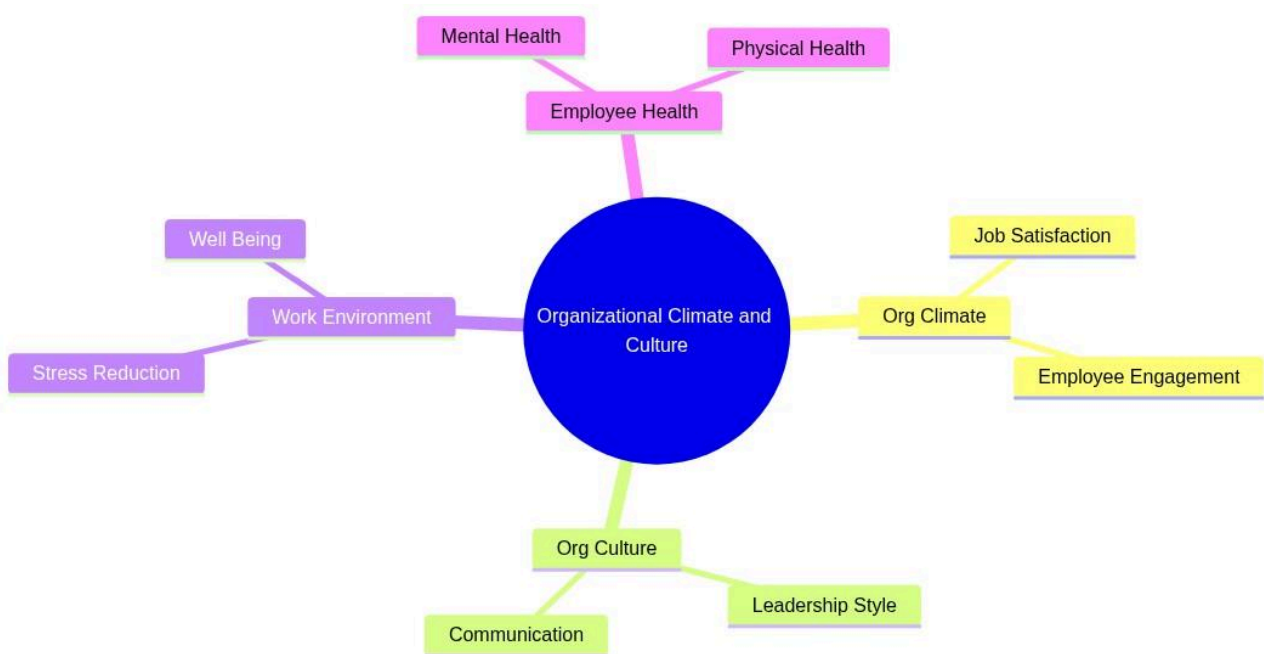 Mental Health
Physical Health
Employee Health
Well Being
Job Satisfaction
Work Environment
Organizational Climate and
Culture
Org Climate
Stress Reduction
Employee Engagement
Org Culture
Leadership Style
Communication